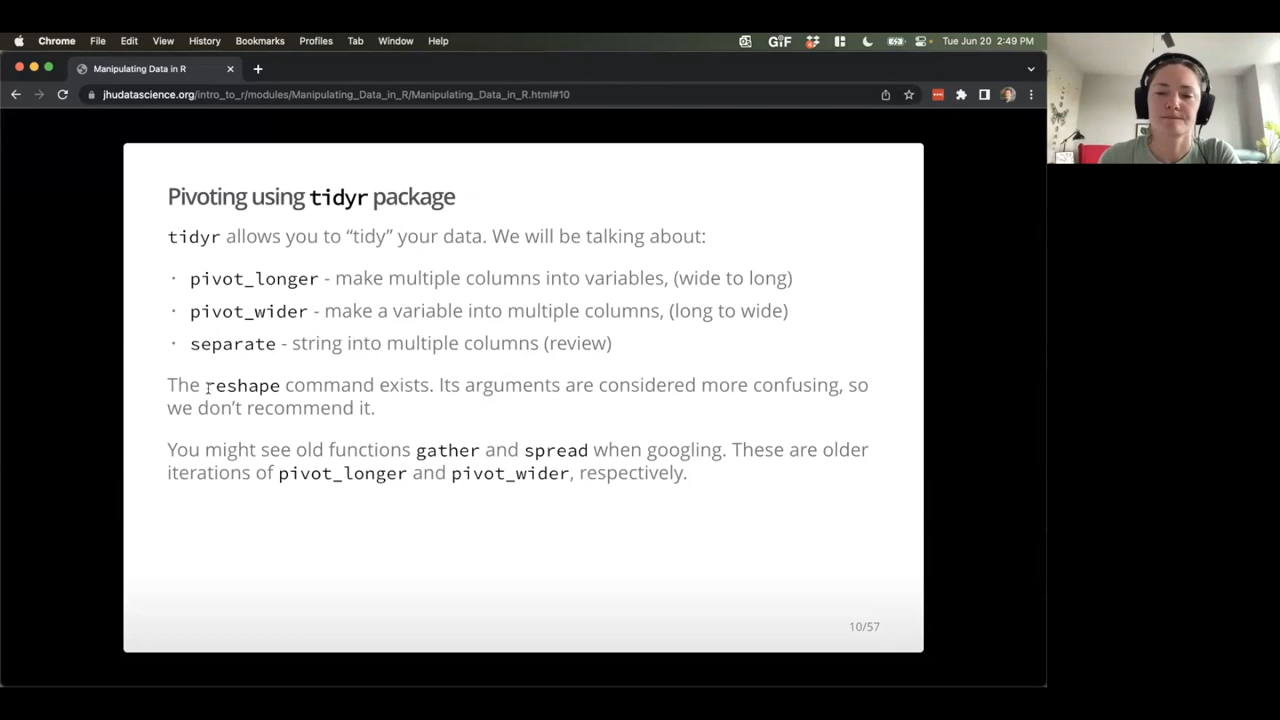 Chrome File Edit View History Bookmarks Profiles Tab Window Help GIF Tue Jun 20 2:49 PM
Manipulating Data in R
jhudatascience.org/intro_to_r/modules/Manipulating_Data_in_R/Manipulating_Data_in_R.html#10
Pivoting using tidyr package
tidyr allows you to “tidy” your data. We will be talking about:
· pivot_longer - make multiple columns into variables, (wide to long)
· pivot_wider - make a variable into multiple columns, (long to wide)
· separate - string into multiple columns (review)
The reshape command exists. Its arguments are considered more confusing, so
we don’t recommend it.
You might see old functions gather and spread when googling. These are older
iterations of pivot_longer and pivot_wider, respectively.
10/57